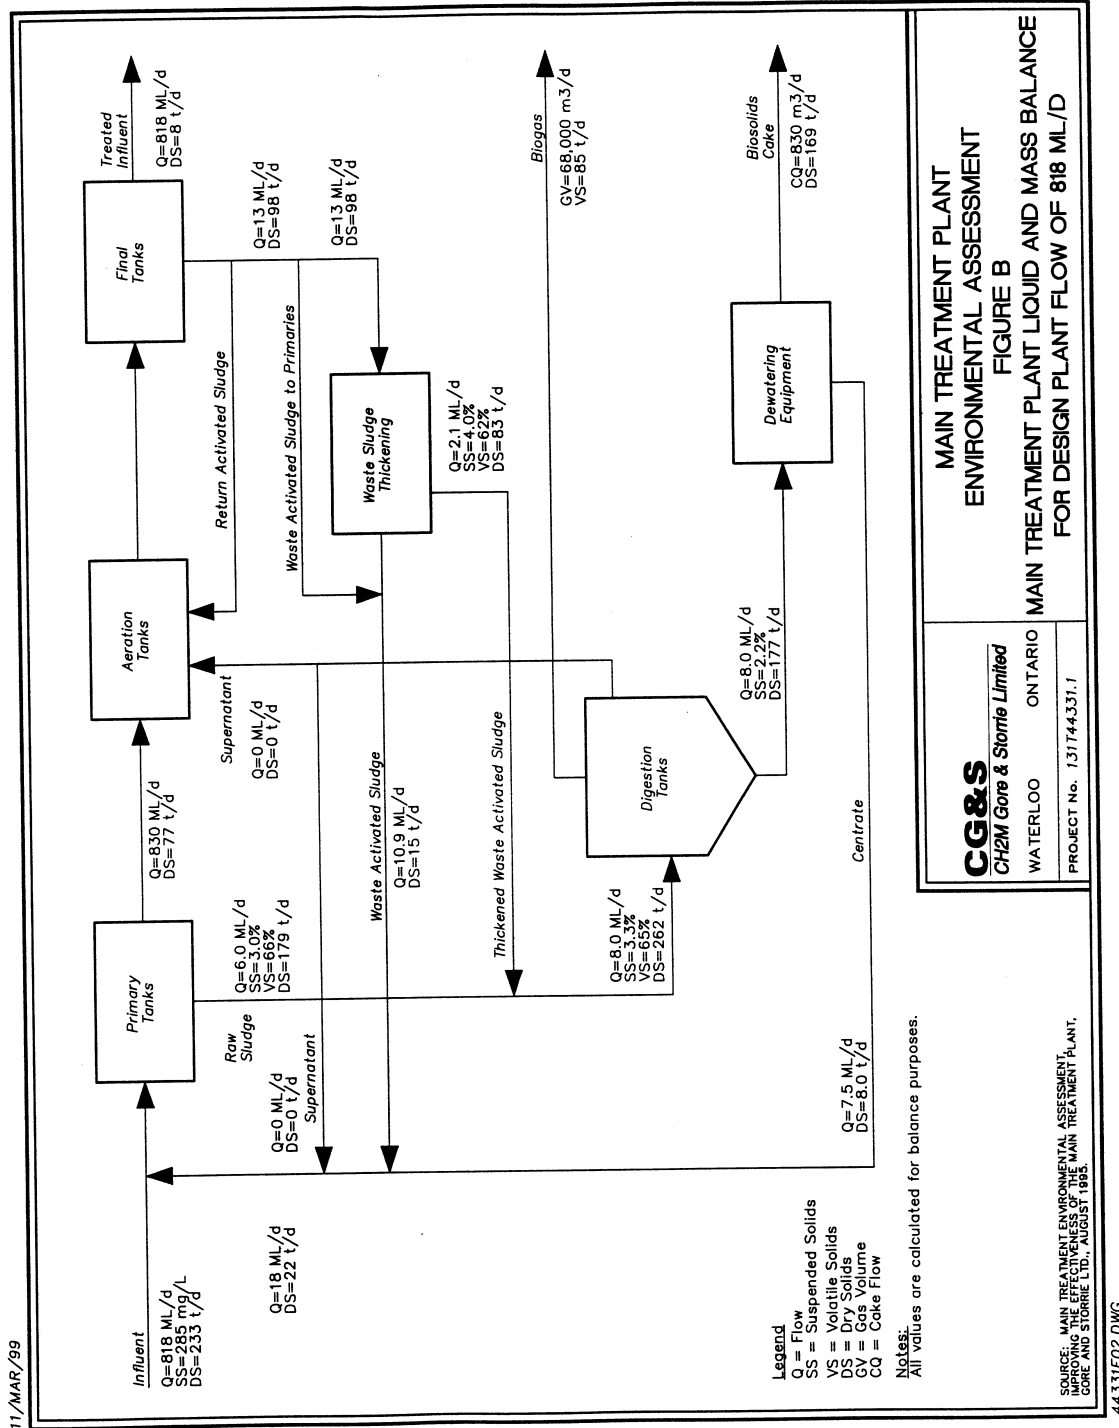 11/MAR/99
Influent
Q=818 ML/d
SS=285 mg/L
DS=233 t/d
Q=18 ML/d
DS=22 t/d
Primary
Tanks
Q=830 ML/d
DS=77 t/d
Aeration
Tanks
Final
Tanks
Treated
Influent
Q=818 ML/d
DS=8 t/d
Raw
Sludge
Q=6.0 ML/d
SS=3.0%
VS=66%
DS=179 t/d
Supernatant
Q=0 ML/d
DS=0 t/d
Supernatant
Q=0 ML/d
DS=0 t/d
Return Activated Sludge
Q=13 ML/d
DS=98 t/d
Waste Activated Sludge to Primaries
Q=13 ML/d
DS=98 t/d
Waste Sludge
Thickening
Waste Activated Sludge
Q=10.9 ML/d
DS=15 t/d
Q=2.1 ML/d
SS=4.0%
VS=62%
DS=83 t/d
Thickened Waste Activated Sludge
Biogas
GV=68,000 m3/d
VS=85 t/d
Q=8.0 ML/d
SS=3.3%
VS=65%
DS=262 t/d
Digestion
Tanks
Q=8.0 ML/d
SS=2.2%
DS=177 t/d
Dewatering
Equipment
Biosolids
Cake
CQ=830 m3/d
DS=169 t/d
Centrate
Q=7.5 ML/d
DS=8.0 t/d
Legend
Q = Flow
SS = Suspended Solids
VS = Volatile Solids
DS = Dry Solids
GV = Gas Volume
CQ = Cake Flow
Notes:
All values are calculated for balance purposes.
CG&S
CH2M Gore & Storrie Limited
WATERLOO ONTARIO
PROJECT No. 131T44331.1
MAIN TREATMENT PLANT
ENVIRONMENTAL ASSESSMENT
FIGURE B
MAIN TREATMENT PLANT LIQUID AND MASS BALANCE
FOR DESIGN PLANT FLOW OF 818 ML/D
SOURCE: MAIN TREATMENT ENVIRONMENTAL ASSESSMENT,
IMPROVING THE EFFECTIVENESS OF THE MAIN TREATMENT PLANT,
GORE AND STORRIE LTD., AUGUST 1995.
44331F02.DWG